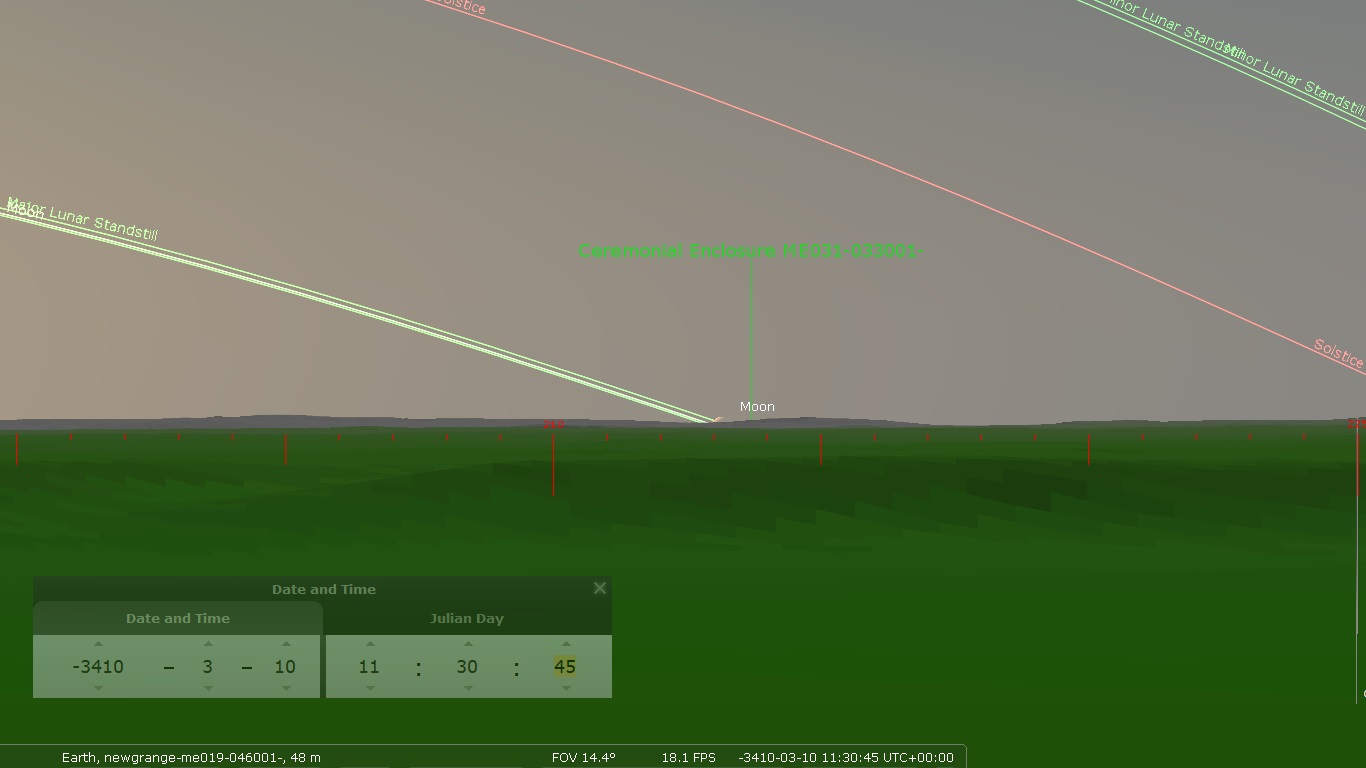 Solstice
Minor Lunar Standstill
Minor Lunar Standstill
Major Lunar Standstill
Moon
Ceremonial Enclosure ME031-033001-
Solstice
Moon
210
Date and Time
Date and Time
Julian Day
-3410 – 3 – 10
11 : 30 : 45
Earth, newgrange-me019-046001-, 48 m
FOV 14.4°
18.1 FPS
-3410-03-10 11:30:45 UTC+00:00